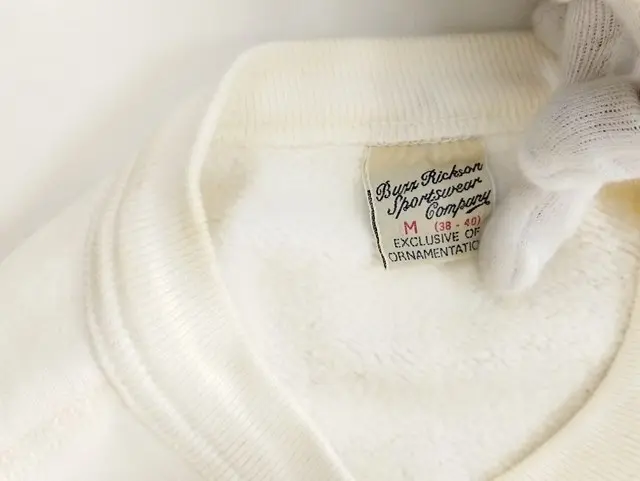 Buzz Rickson
Sportswear
Company
M (38 - 40)
EXCLUSIVE OF
ORNAMENTATIO